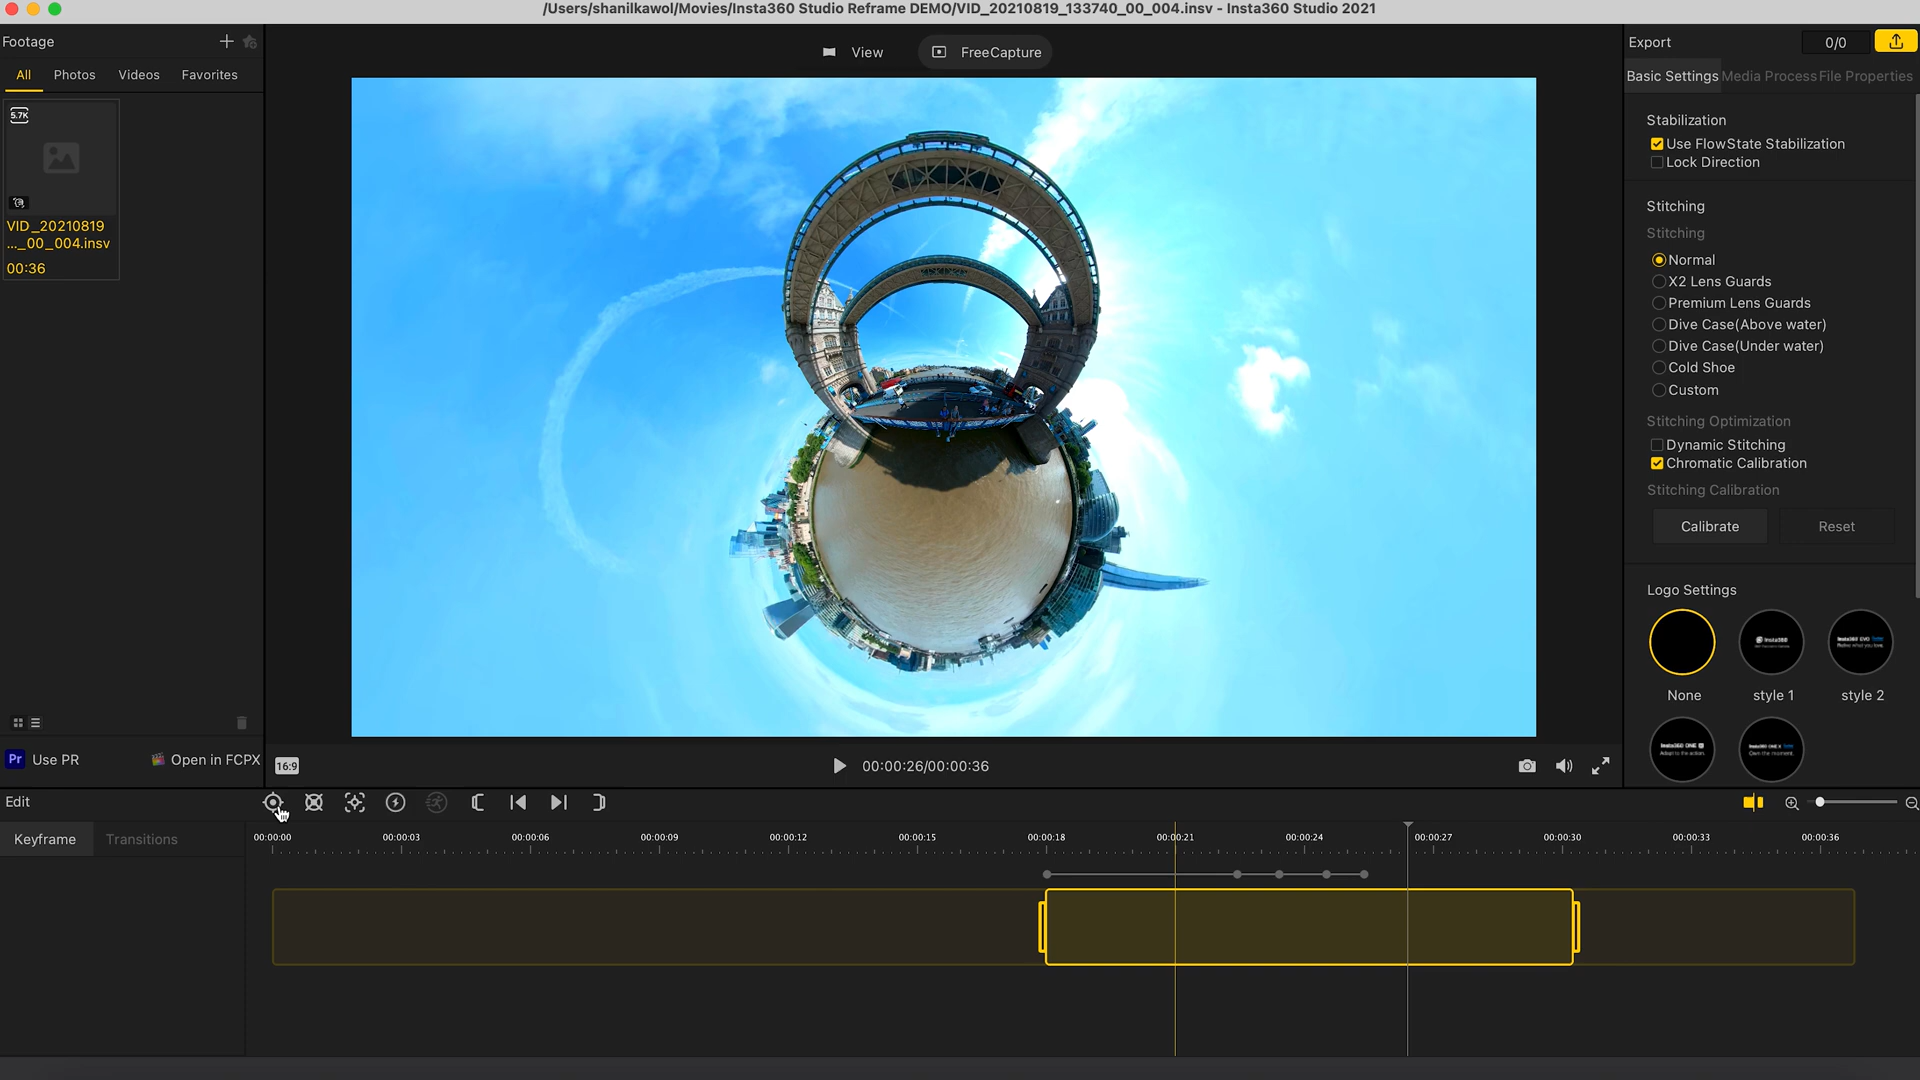 /Users/shanilkawol/Movies/Insta360 Studio Reframe DEMO/VID_20210819_133740_00_004.insv - Insta360 Studio 2021
Footage
All Photos Videos Favorites
5.7K
VID_20210819
..._00_004.insv
00:36
Pr Use PR Open in FCPX
View FreeCapture
16:9
00:00:26/00:00:36
Export 0/0
Basic Settings Media Process File Properties
Stabilization
Use FlowState Stabilization
Lock Direction
Stitching
Stitching
Normal
X2 Lens Guards
Premium Lens Guards
Dive Case(Above water)
Dive Case(Under water)
Cold Shoe
Custom
Stitching Optimization
Dynamic Stitching
Chromatic Calibration
Stitching Calibration
Calibrate Reset
Logo Settings
None style 1 style 2
Edit
Keyframe Transitions
00:00:00 00:00:03 00:00:06 00:00:09 00:00:12 00:00:15 00:00:18 00:00:21 00:00:24 00:00:27 00:00:30 00:00:33 00:00:36